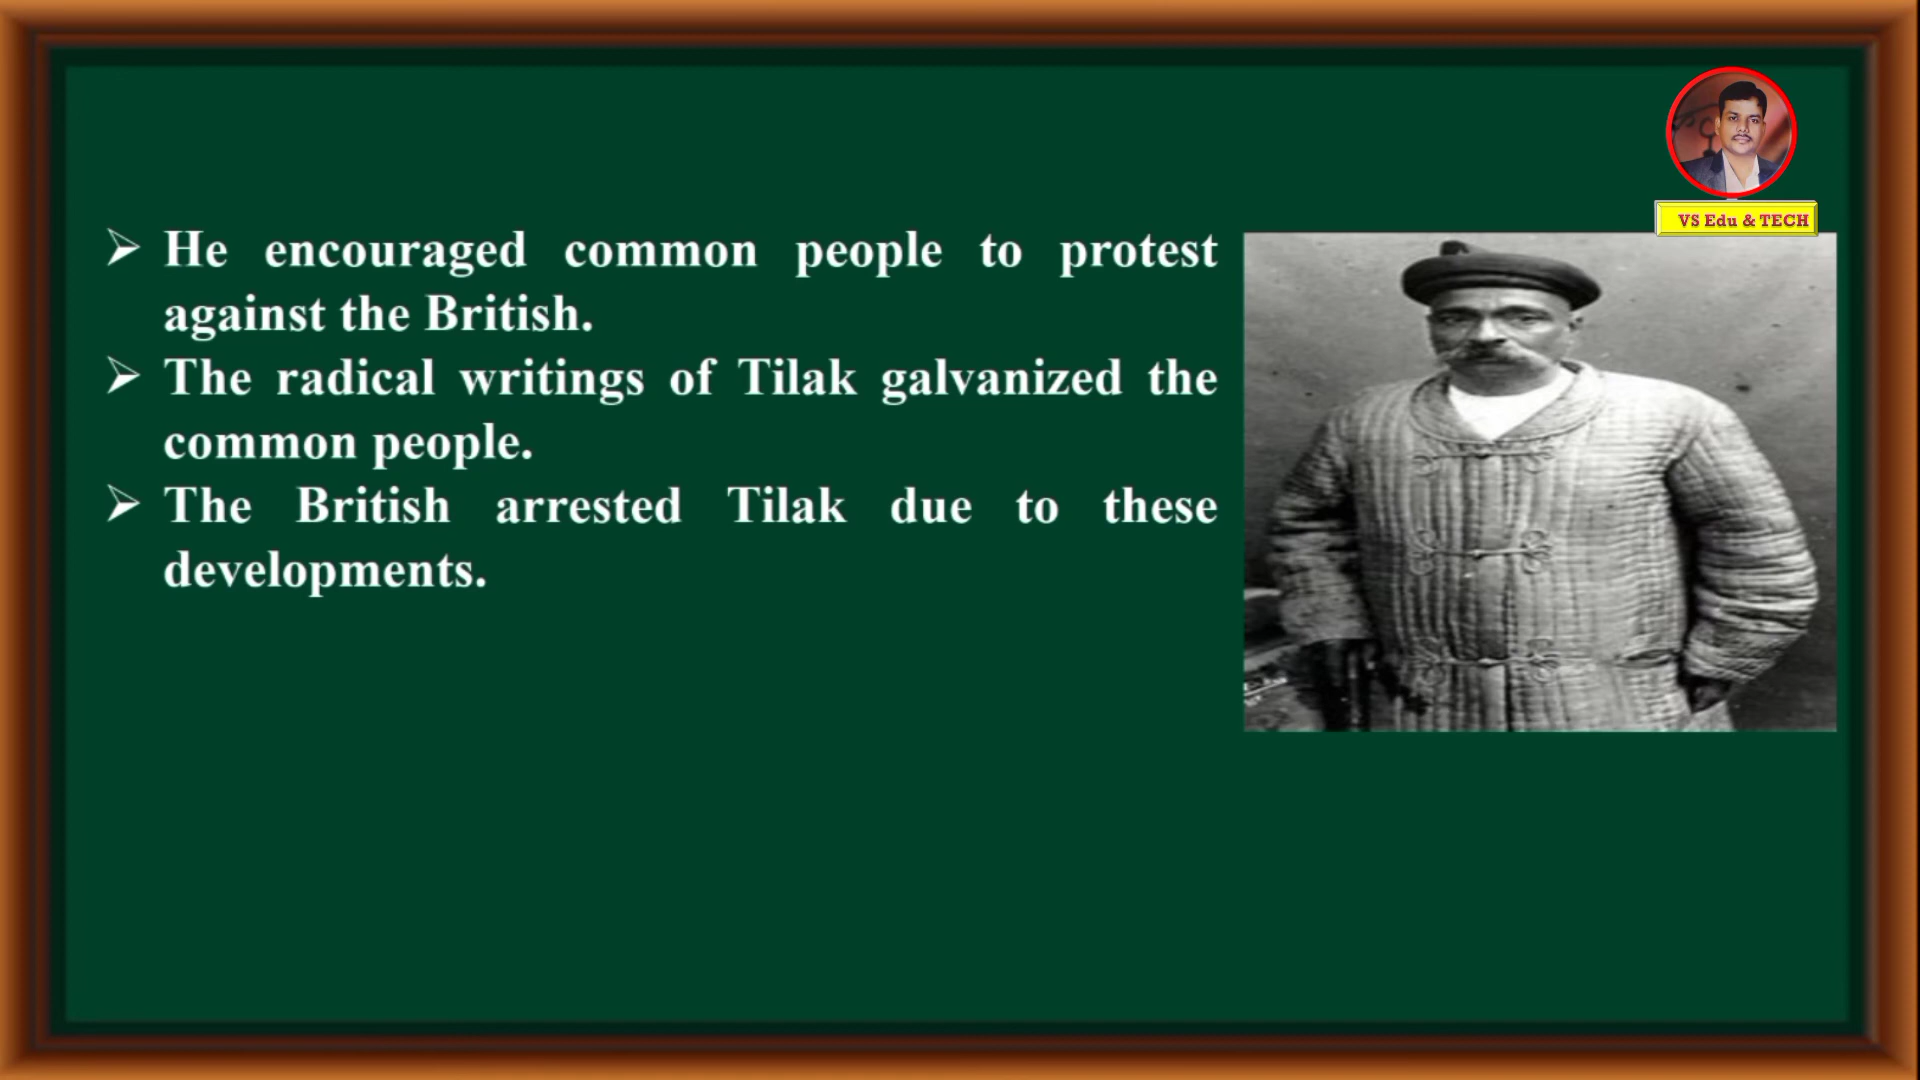 VS Edu & TECH
➢ He encouraged common people to protest
against the British.
➢ The radical writings of Tilak galvanized the
common people.
➢ The British arrested Tilak due to these
developments.